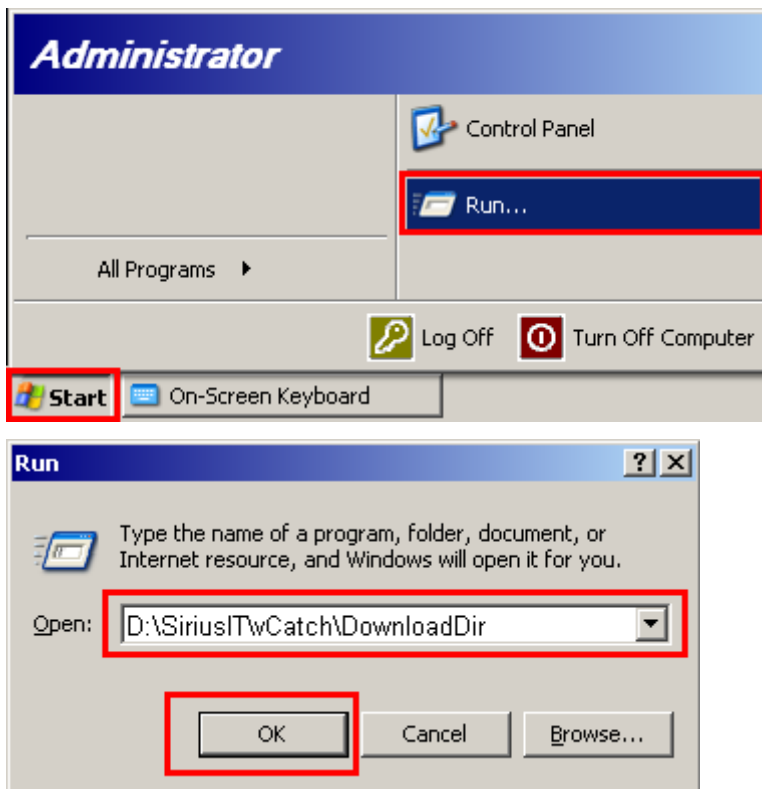 Administrator
Control Panel
Run...
All Programs
Log Off
Turn Off Computer
Start
On-Screen Keyboard
Run
Type the name of a program, folder, document, or
Internet resource, and Windows will open it for you.
Open:
D:\SiriusIT\vCatch\DownloadDir
OK
Cancel
Browse...